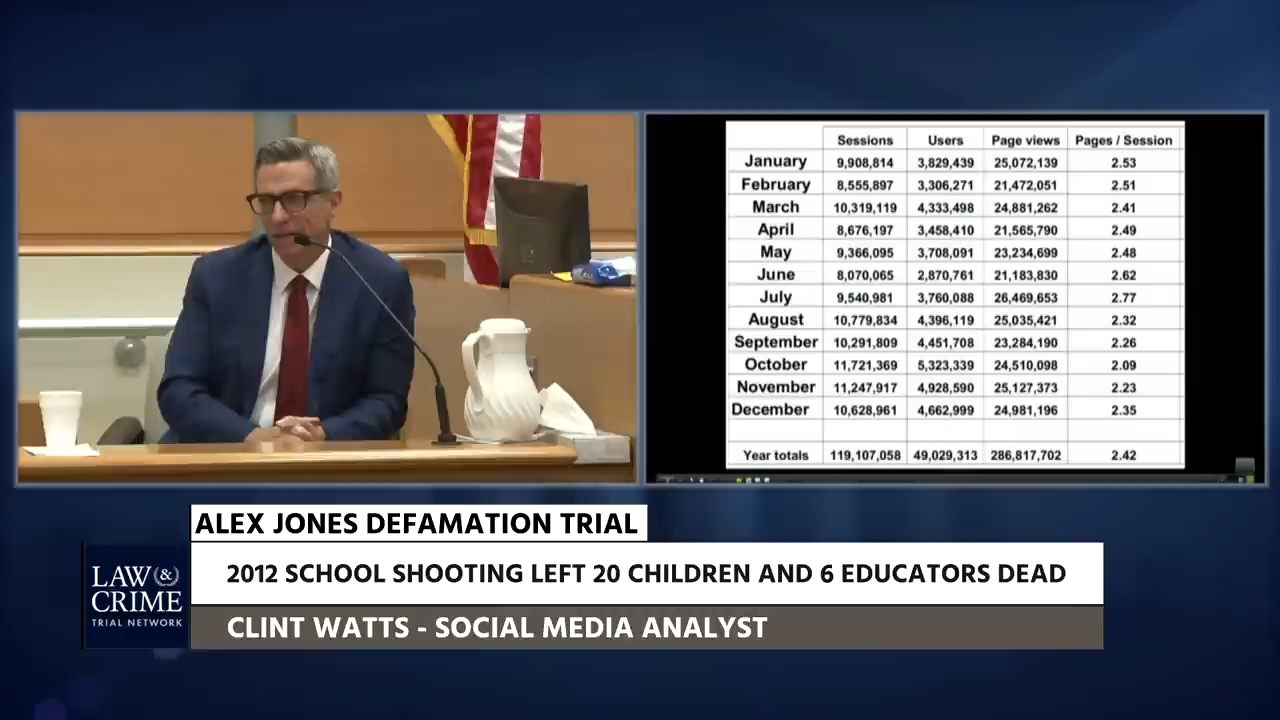 Sessions Users Page views Pages / Session
January 9,908,814 3,829,439 25,072,139 2.53
February 8,555,897 3,306,271 21,472,051 2.51
March 10,319,119 4,333,498 24,881,262 2.41
April 8,676,197 3,458,410 21,565,790 2.49
May 9,366,095 3,708,091 23,234,699 2.48
June 8,070,065 2,870,761 21,183,830 2.62
July 9,540,981 3,760,088 26,469,653 2.77
August 10,779,834 4,396,119 25,035,421 2.32
September 10,291,809 4,451,708 23,284,190 2.26
October 11,721,369 5,323,339 24,510,098 2.09
November 11,247,917 4,928,590 25,127,373 2.23
December 10,628,961 4,662,999 24,981,196 2.35
Year totals 119,107,058 49,029,313 286,817,702 2.42
ALEX JONES DEFAMATION TRIAL
2012 SCHOOL SHOOTING LEFT 20 CHILDREN AND 6 EDUCATORS DEAD
CLINT WATTS - SOCIAL MEDIA ANALYST
LAW &
CRIME
TRIAL NETWORK